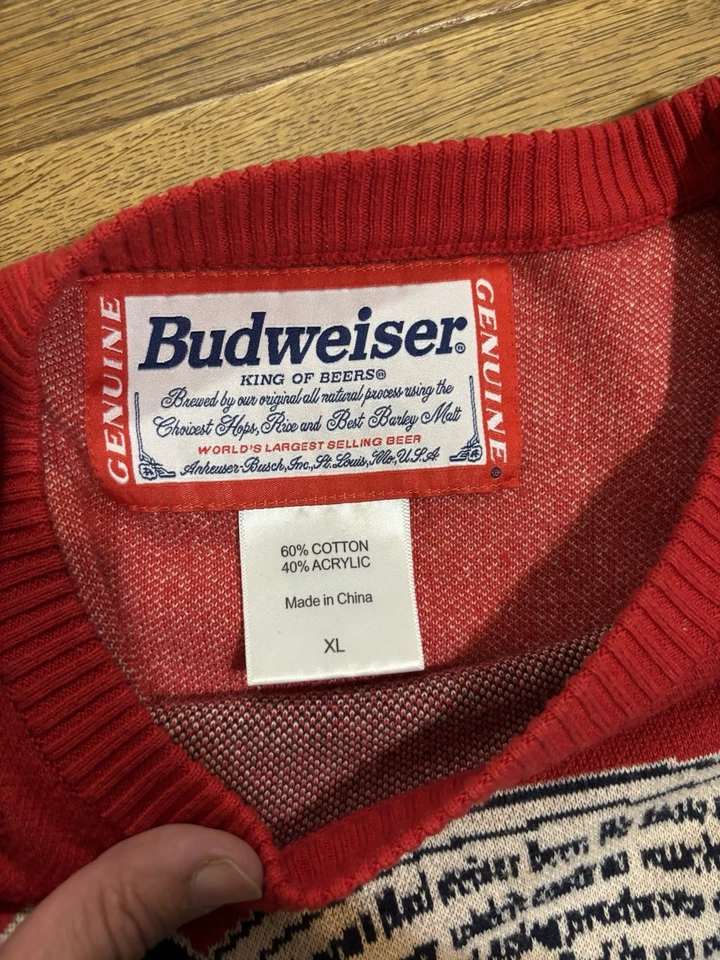 GENUINE
Budweiser®
KING OF BEERS®
Brewed by our original all natural process using the
Choicest Hops, Rice and Best Barley Malt
WORLD'S LARGEST SELLING BEER
Anheuser-Busch, Inc., St. Louis, Mo., U.S.A
GENUINE
®
60% COTTON
40% ACRYLIC
Made in China
XL
beer